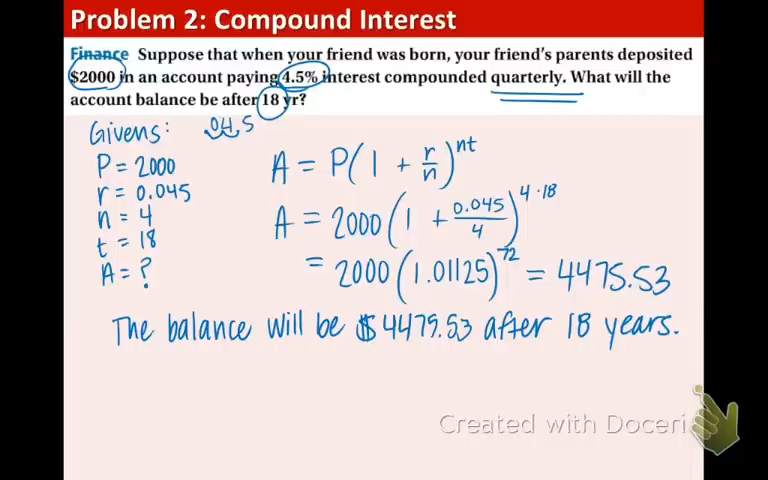 Problem 2: Compound Interest
Finance Suppose that when your friend was born, your friend's parents deposited
$2000 in an account paying 4.5% interest compounded quarterly. What will the
account balance be after 18 yr?
Givens: 04.5
P = 2000
r = 0.045
n = 4
t = 18
A = ?
A = P(1 + r/n)^nt
A = 2000(1 + 0.045/4)^4·18
= 2000(1.01125)^72 = 4475.53
The balance will be $4475.53 after 18 years.
Created with Doceri